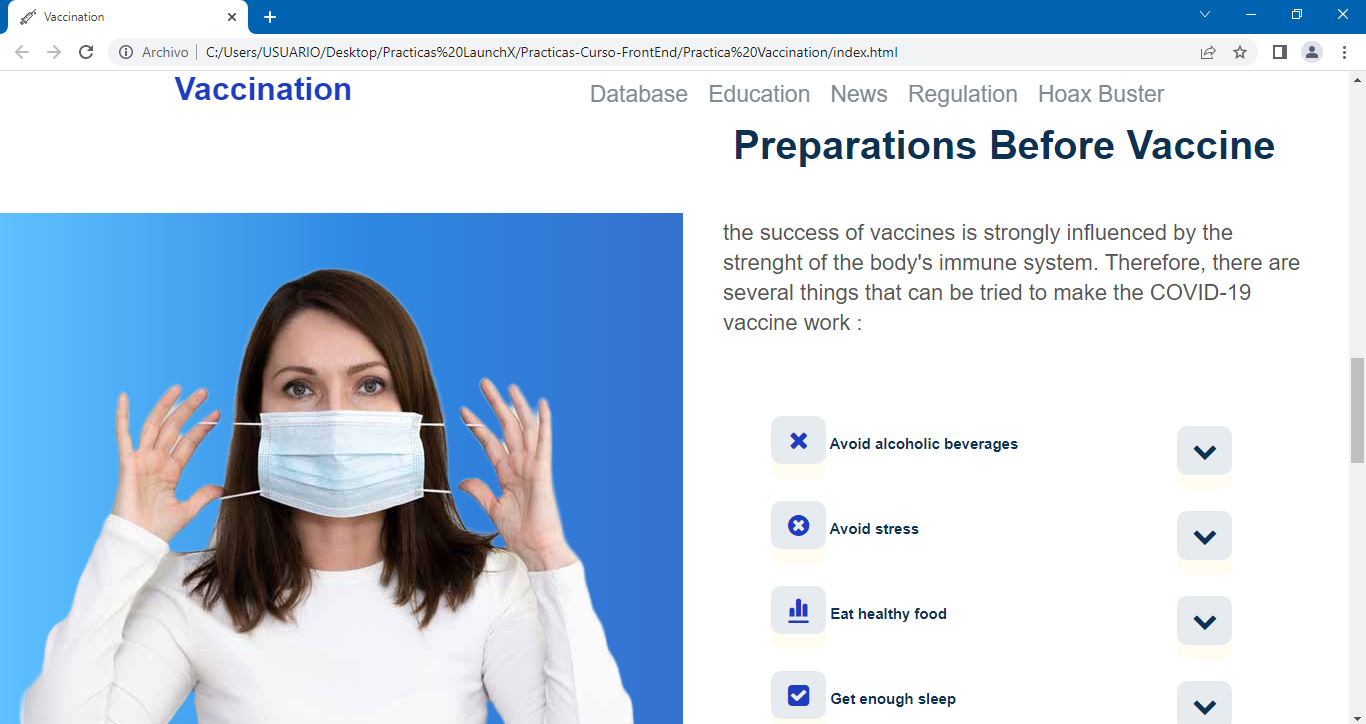 Vaccination
Archivo C:/Users/USUARIO/Desktop/Practicas%20LaunchX/Practicas-Curso-FrontEnd/Practica%20Vaccination/index.html
Vaccination
Database Education News Regulation Hoax Buster
Preparations Before Vaccine
the success of vaccines is strongly influenced by the
strenght of the body's immune system. Therefore, there are
several things that can be tried to make the COVID-19
vaccine work :
Avoid alcoholic beverages
Avoid stress
Eat healthy food
Get enough sleep